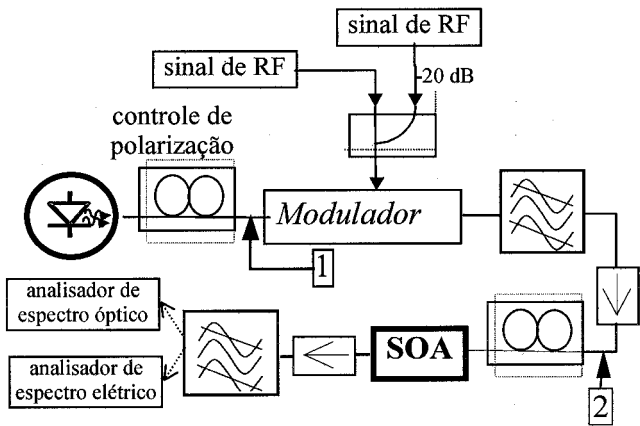 sinal de RF
sinal de RF
-20 dB
controle de
polarização
Modulador
1
analisador de
espectro óptico
analisador de
espectro elétrico
SOA
2